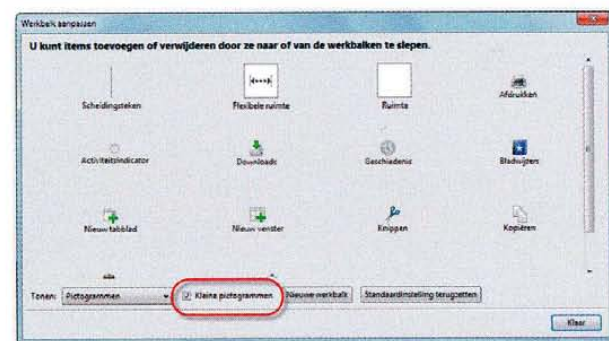 Werkbalk aanpassen
U kunt items toevoegen of verwijderen door ze naar of van de werkbalken te slepen.
Scheidingsteken Flexibele ruimte Ruimte Afdrukken
Activiteitsindicator Downloads Geschiedenis Bladwijzers
Nieuw tabblad Nieuw venster Knippen Kopiëren
Tonen: Pictogrammen Kleine pictogrammen Nieuwe werkbalk Standaardinstelling terugzetten
Klaar